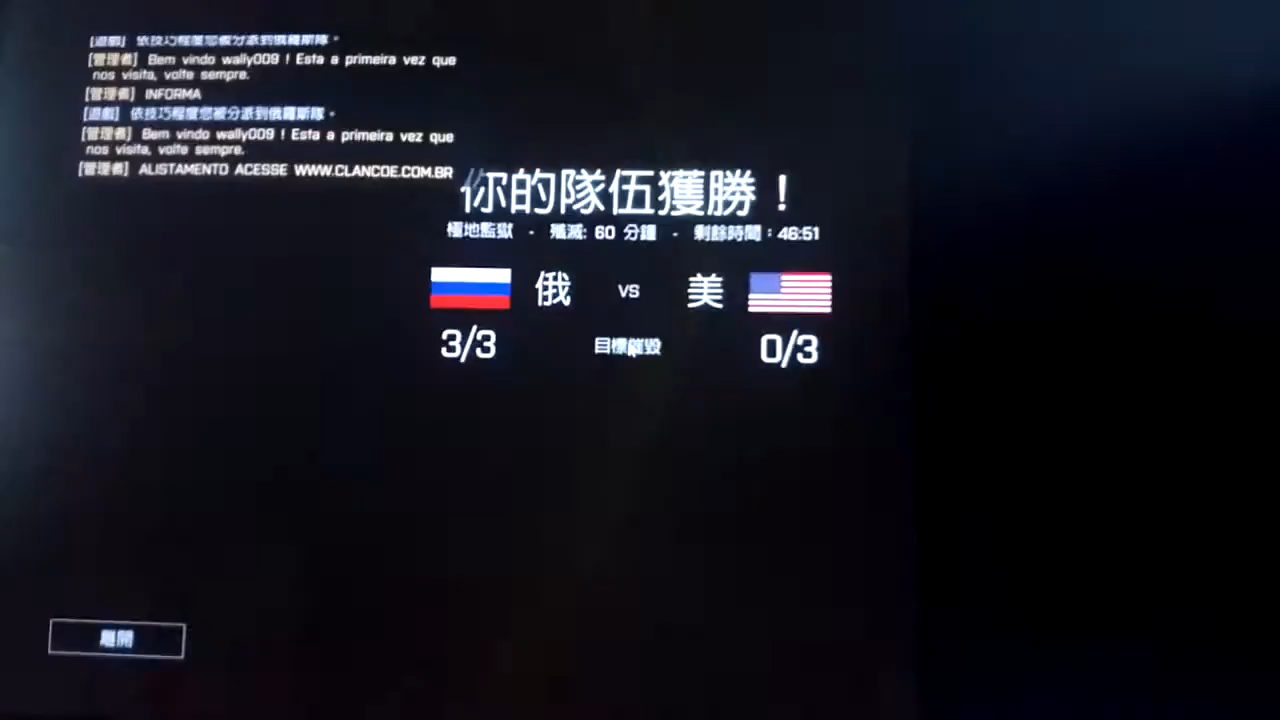 [遊戲] 依技巧程度您被分派到俄羅斯隊。
[管理者] Bem vindo wally009 ! Esta a primeira vez que
nos visita, volte sempre.
[管理者] INFORMA
[遊戲] 依技巧程度您被分派到俄羅斯隊。
[管理者] Bem vindo wally009 ! Esta a primeira vez que
nos visita, volte sempre.
[管理者] ALISTAMENTO ACESSE WWW.CLANCOE.COM.BR
你的隊伍獲勝！
極地監獄 - 殲滅: 60 分鐘 - 剩餘時間：46:51
俄 VS 美
3/3 目標摧毀 0/3
離開